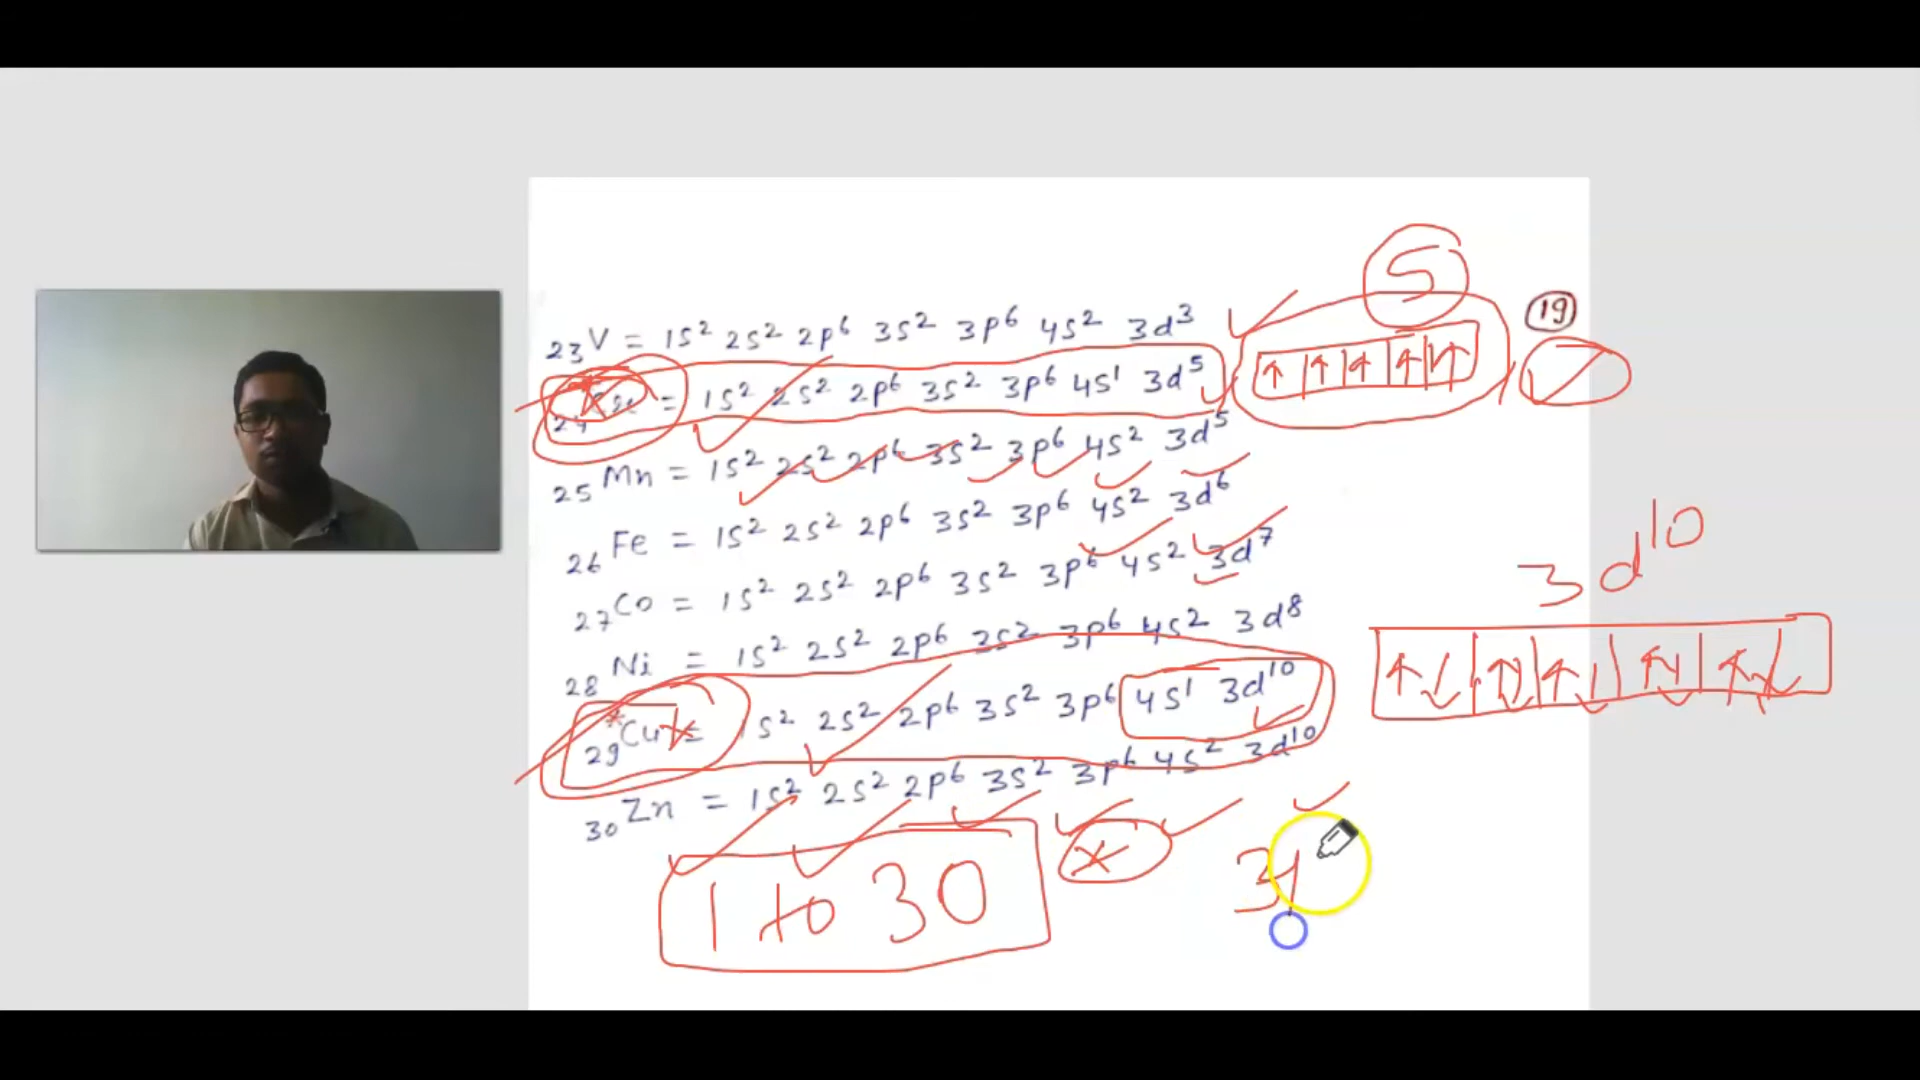 5
19
23V = 1s² 2s² 2p⁶ 3s² 3p⁶ 4s² 3d³
24 = 1s² 2s² 2p⁶ 3s² 3p⁶ 4s¹ 3d⁵
25Mn = 1s² 2s² 2p⁶ 3s² 3p⁶ 4s² 3d⁵
26Fe = 1s² 2s² 2p⁶ 3s² 3p⁶ 4s² 3d⁶
27Co = 1s² 2s² 2p⁶ 3s² 3p⁶ 4s² 3d⁷
28Ni = 1s² 2s² 2p⁶ 3s² 3p⁶ 4s² 3d⁸
*29Cu = 1s² 2s² 2p⁶ 3s² 3p⁶ 4s¹ 3d¹⁰
30Zn = 1s² 2s² 2p⁶ 3s² 3p⁶ 4s² 3d¹⁰
3d¹⁰
1 to 30